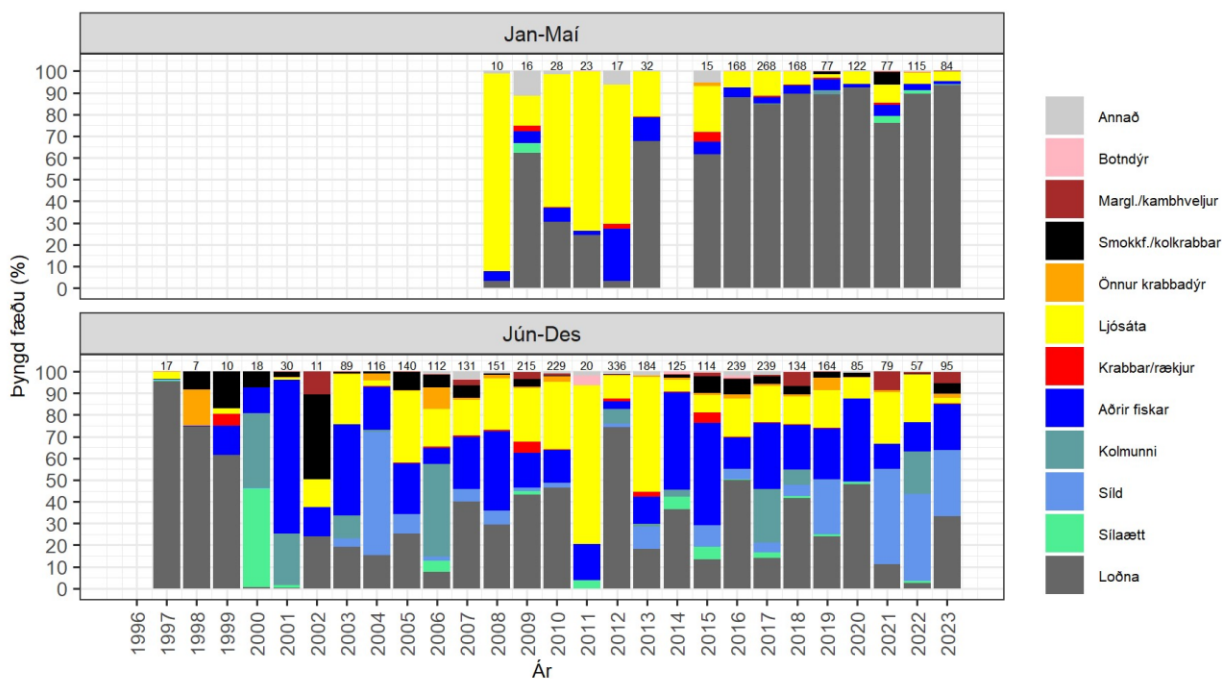 Jan-Maí
10 16 28 23 17 32 15 168 268 168 77 122 77 115 84
100
90
80
70
60
50
40
30
20
10
0
Jún-Des
17 7 10 18 30 11 89 116 140 112 131 151 215 229 20 336 184 125 114 239 239 134 164 85 79 57 95
100
90
80
70
60
50
40
30
20
10
0
Þyngd fæðu (%)
1996 1997 1998 1999 2000 2001 2002 2003 2004 2005 2006 2007 2008 2009 2010 2011 2012 2013 2014 2015 2016 2017 2018 2019 2020 2021 2022 2023
Ár
Annað
Botndýr
Margl./kambhveljur
Smokkf./kolkrabbar
Önnur krabbadýr
Ljósáta
Krabbar/rækjur
Aðrir fiskar
Kolmunni
Síld
Sílaætt
Loðna